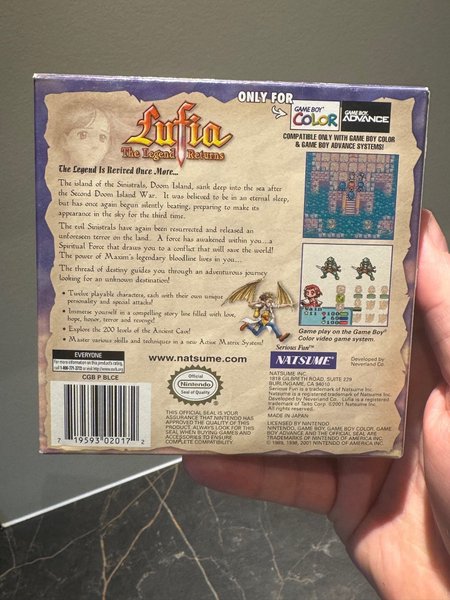 ONLY FOR
GAME BOY COLOR
GAME BOY ADVANCE
COMPATIBLE ONLY WITH GAME BOY COLOR
& GAME BOY ADVANCE SYSTEMS!
Lufia
The Legend Returns
The Legend Is Revived Once More...
The island of the Sinistrals, Doom Island, sank deep into the sea after
the Second Doom Island War. It was believed to be in an eternal sleep,
but has once again begun silently beating, preparing to make its
appearance in the sky for the third time.
The evil Sinistrals have again been resurrected and released an
unforeseen terror on the land. A force has awakened within you...a
Spiritual Force that draws you to a conflict that will save the world!!
The power of Maxim's legendary bloodline lives in you...
The thread of destiny guides you through an adventurous journey
looking for an unknown destination!
• Twelve playable characters, each with their own unique
personality and special attacks!
• Immerse yourself in a compelling story line filled with love,
hope, honor, terror and revenge!!
• Explore the 200 levels of the Ancient Cave!
• Master various skills and techniques in a new Action Matrix System!
Game play on the Game Boy
Color video game system.
EVERYONE
CGB P BLCE
7 19593 02017 2
www.natsume.com
Official
Nintendo
Seal of Quality
THIS OFFICIAL SEAL IS YOUR
ASSURANCE THAT NINTENDO HAS
APPROVED THE QUALITY OF THIS
PRODUCT. ALWAYS LOOK FOR THIS
SEAL WHEN BUYING GAMES AND
ACCESSORIES TO ENSURE
COMPLETE COMPATIBILITY.
Serious Fun™
NATSUME
Developed by
Neverland Co.
NATSUME INC.
1818 GILBRETH ROAD, SUITE 229
BURLINGAME, CA 94010
Serious Fun is a registered trademark of Natsume Inc.
Developed by Neverland Co. Lufia is a registered
trademark of Taito Corp. ©2001 Natsume Inc.
All rights reserved.
MADE IN JAPAN
LICENSED BY NINTENDO
NINTENDO, GAME BOY, GAME BOY COLOR, GAME
BOY ADVANCE AND THE OFFICIAL SEAL ARE
TRADEMARKS OF NINTENDO OF AMERICA INC.
© 1989, 1998, 2001 NINTENDO OF AMERICA INC.